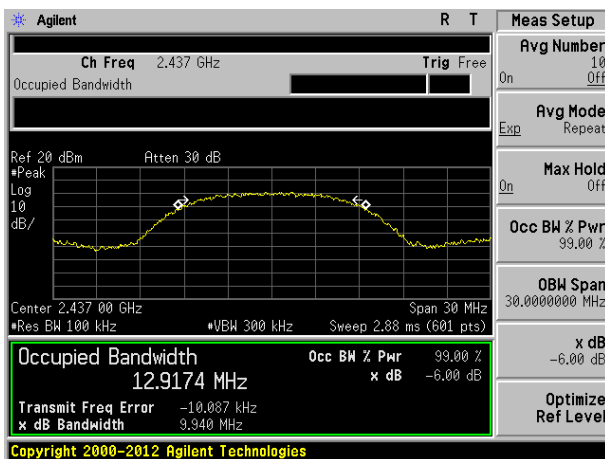 Agilent R T
Ch Freq 2.437 GHz Trig Free
Occupied Bandwidth
Ref 20 dBm Atten 30 dB
#Peak
Log
10
dB/
Center 2.437 00 GHz Span 30 MHz
#Res BW 100 kHz #VBW 300 kHz Sweep 2.88 ms (601 pts)
Occupied Bandwidth Occ BW % Pwr 99.00 %
12.9174 MHz x dB -6.00 dB
Transmit Freq Error -10.087 kHz
x dB Bandwidth 9.940 MHz
Copyright 2000-2012 Agilent Technologies
Meas Setup
Avg Number
10
On Off
Avg Mode
Exp Repeat
Max Hold
On Off
Occ BW % Pwr
99.00 %
OBW Span
30.0000000 MHz
x dB
-6.00 dB
Optimize
Ref Level